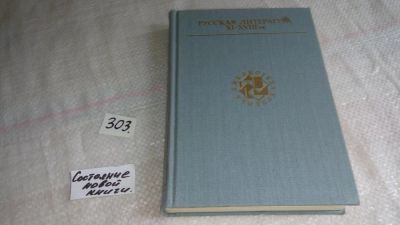 РУССКАЯ ЛИТЕРАТУРА
XI-XVIII вв.
303.
Состояние
новой
книги.